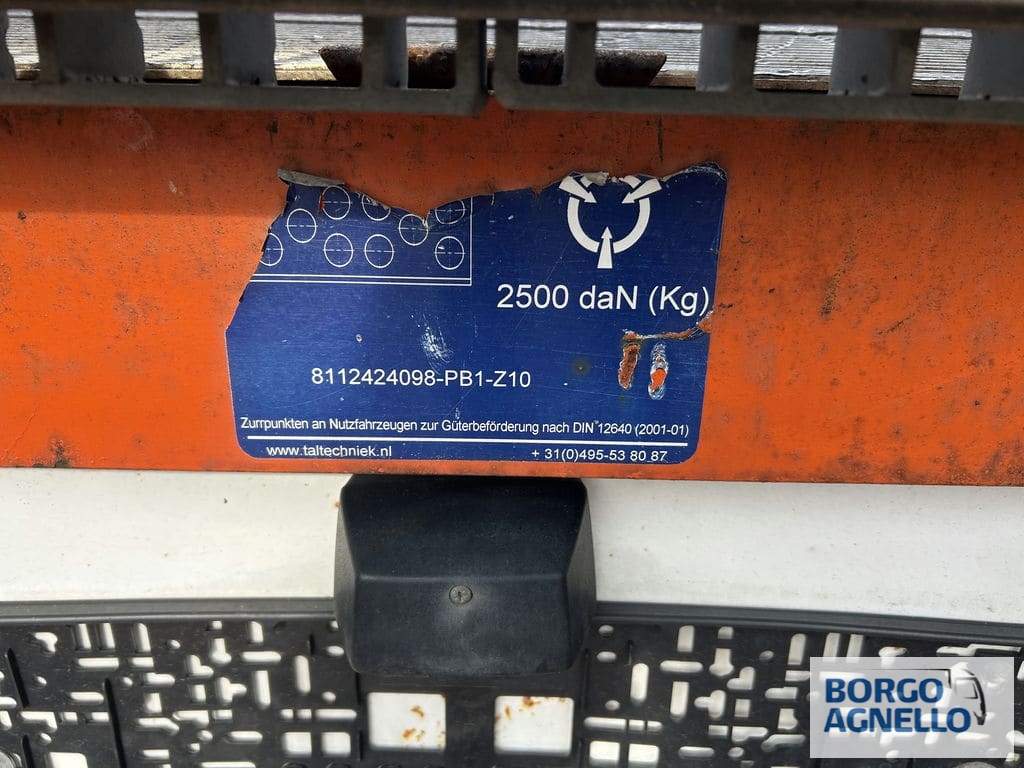 2500 daN (Kg)
8112424098-PB1-Z10
Zurrpunkten an Nutzfahrzeugen zur Güterbeförderung nach DIN 12640 (2001-01)
www.taltechniek.nl + 31(0)495-53 80 87
BORGO
AGNELLO